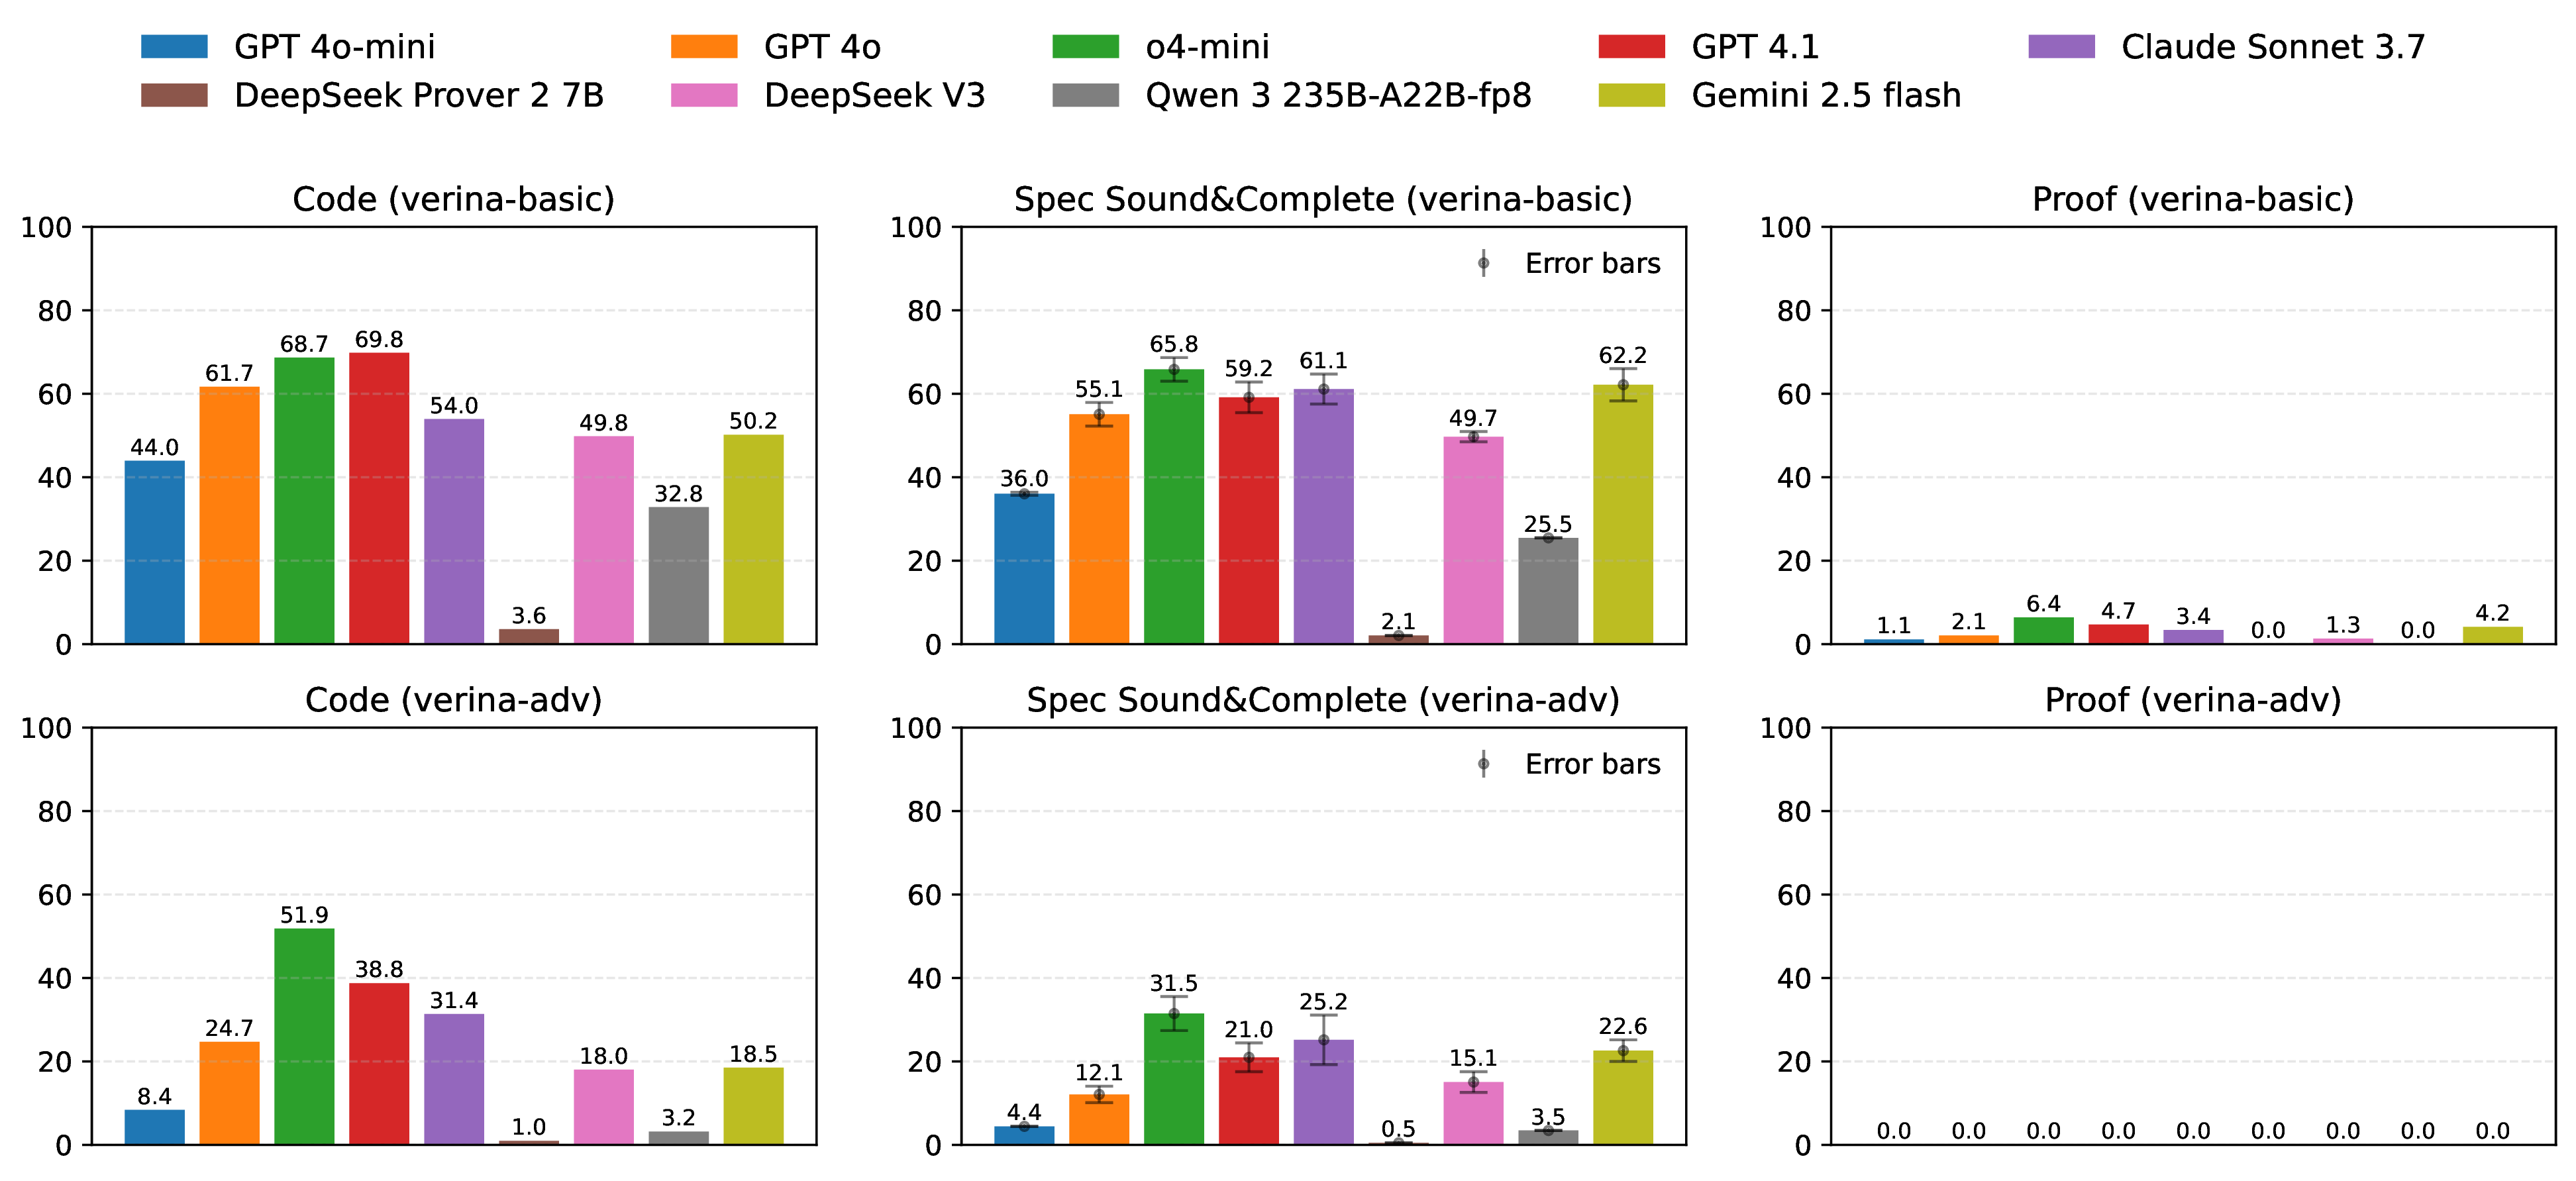 GPT 4o-mini GPT 4o o4-mini GPT 4.1 Claude Sonnet 3.7
DeepSeek Prover 2 7B DeepSeek V3 Qwen 3 235B-A22B-fp8 Gemini 2.5 flash
Code (verina-basic)
100
80
60
40
20
0
44.0 61.7 68.7 69.8 54.0 3.6 49.8 32.8 50.2
Spec Sound&Complete (verina-basic)
Error bars
100
80
60
40
20
0
36.0 55.1 65.8 59.2 61.1 2.1 49.7 25.5 62.2
Proof (verina-basic)
100
80
60
40
20
0
1.1 2.1 6.4 4.7 3.4 0.0 1.3 0.0 4.2
Code (verina-adv)
100
80
60
40
20
0
8.4 24.7 51.9 38.8 31.4 1.0 18.0 3.2 18.5
Spec Sound&Complete (verina-adv)
Error bars
100
80
60
40
20
0
4.4 12.1 31.5 21.0 25.2 0.5 15.1 3.5 22.6
Proof (verina-adv)
100
80
60
40
20
0
0.0 0.0 0.0 0.0 0.0 0.0 0.0 0.0 0.0